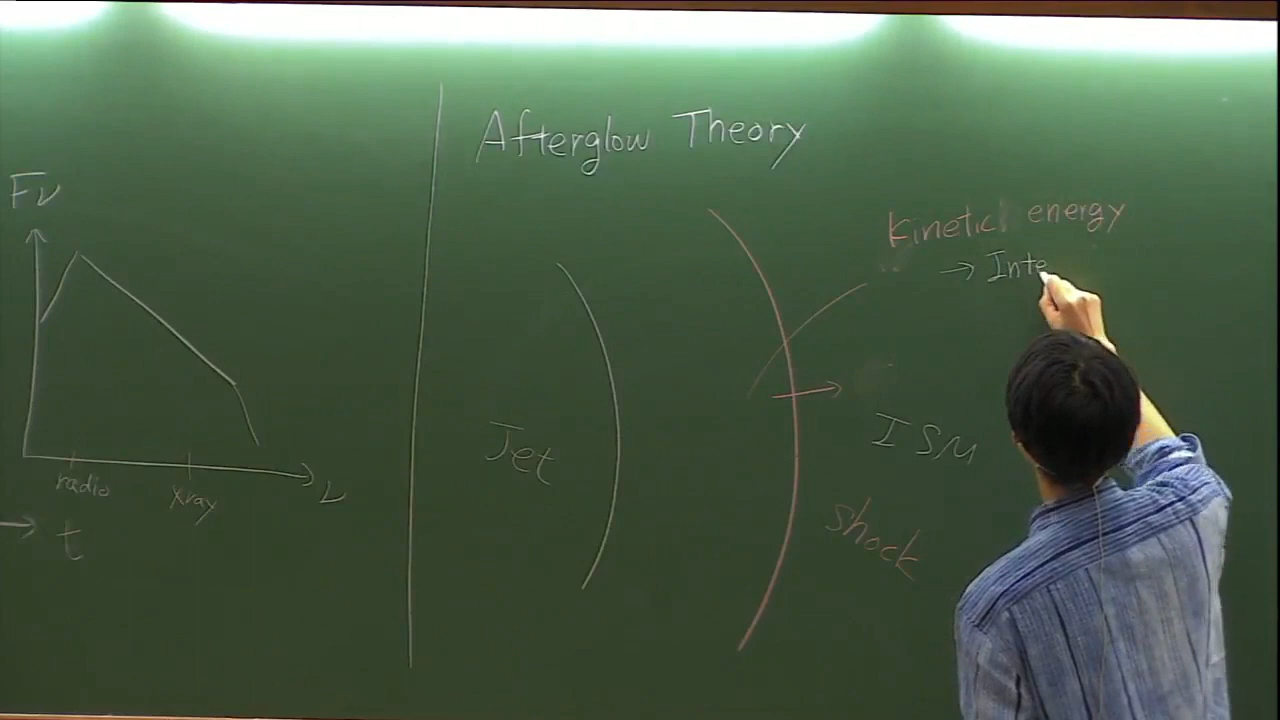 Fν
radio
xray
ν
t
Afterglow Theory
Jet
Kinetic energy
→ Inte
ISM
shock